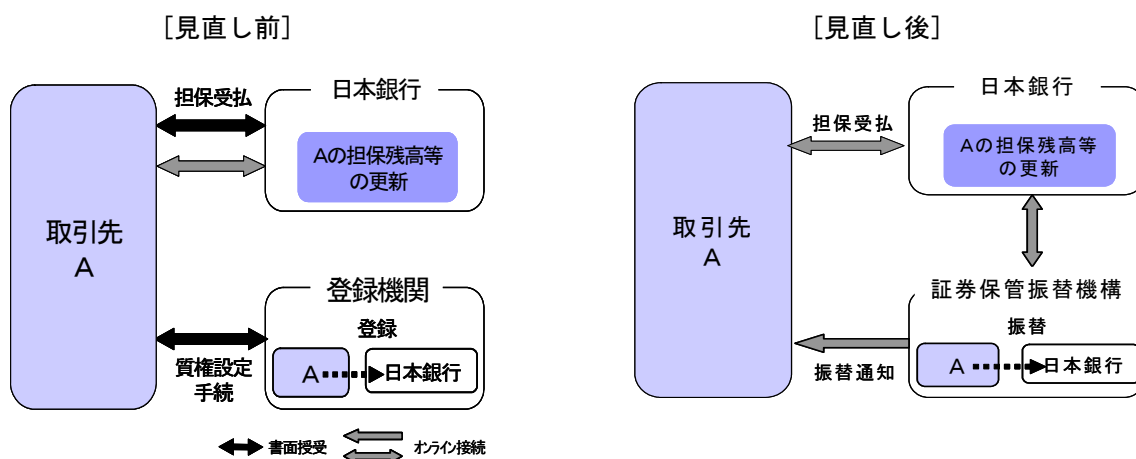 [見直し前]
担保受払
日本銀行
Aの担保残高等
の更新
取引先
A
登録機関
登録
A
日本銀行
質権設定
手続
書面授受
オンライン接続
[見直し後]
担保受払
日本銀行
Aの担保残高等
の更新
取引先
A
証券保管振替機構
振替
A
日本銀行
振替通知